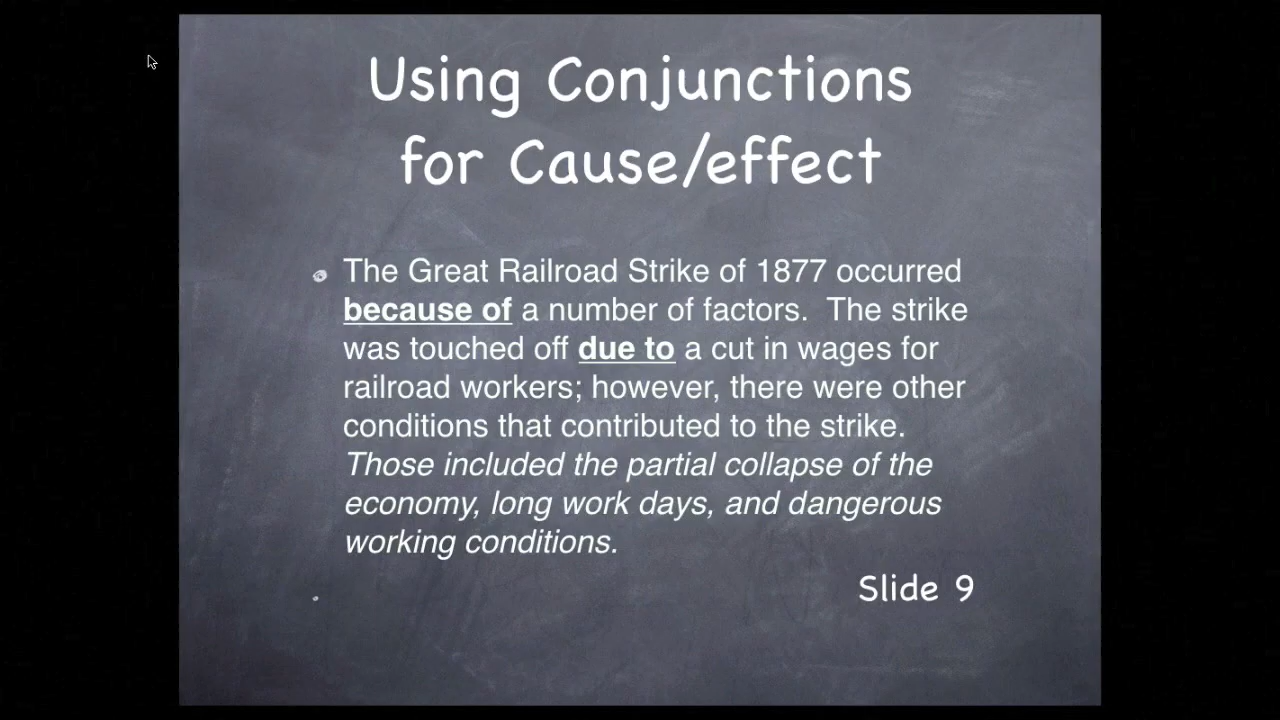 Using Conjunctions
for Cause/effect
The Great Railroad Strike of 1877 occurred
because of a number of factors.  The strike
was touched off due to a cut in wages for
railroad workers; however, there were other
conditions that contributed to the strike.
Those included the partial collapse of the
economy, long work days, and dangerous
working conditions.
Slide 9